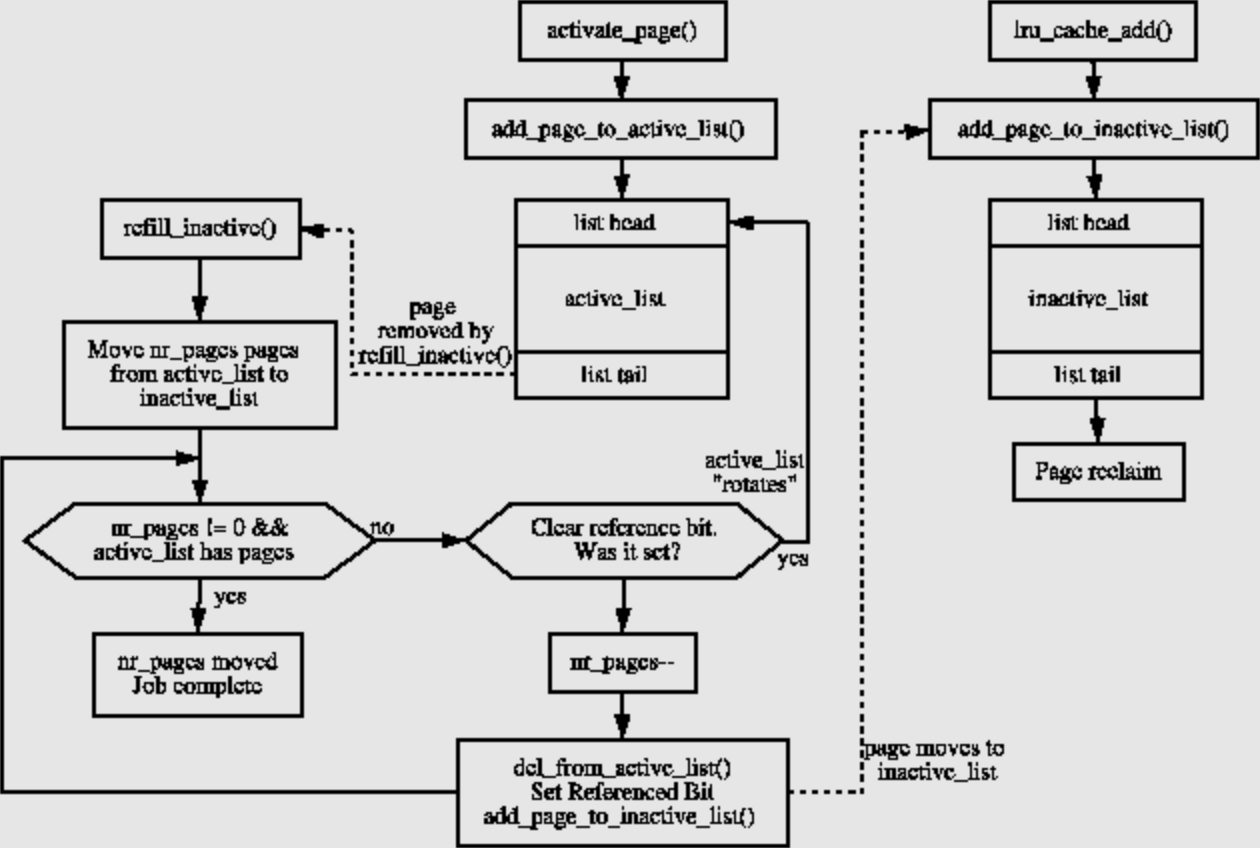 activate_page()
lru_cache_add()
add_page_to_active_list()
add_page_to_inactive_list()
refill_inactive()
list head
active_list
list tail
list head
inactive_list
list tail
page
removed by
refill_inactive()
Move nr_pages pages
from active_list to
inactive_list
Page reclaim
active_list
"rotates"
nr_pages != 0 &&
active_list has pages
no
yes
Clear reference bit.
Was it set?
yes
nr_pages moved
Job complete
nr_pages--
del_from_active_list()
Set Referenced Bit
add_page_to_inactive_list()
page moves to
inactive_list